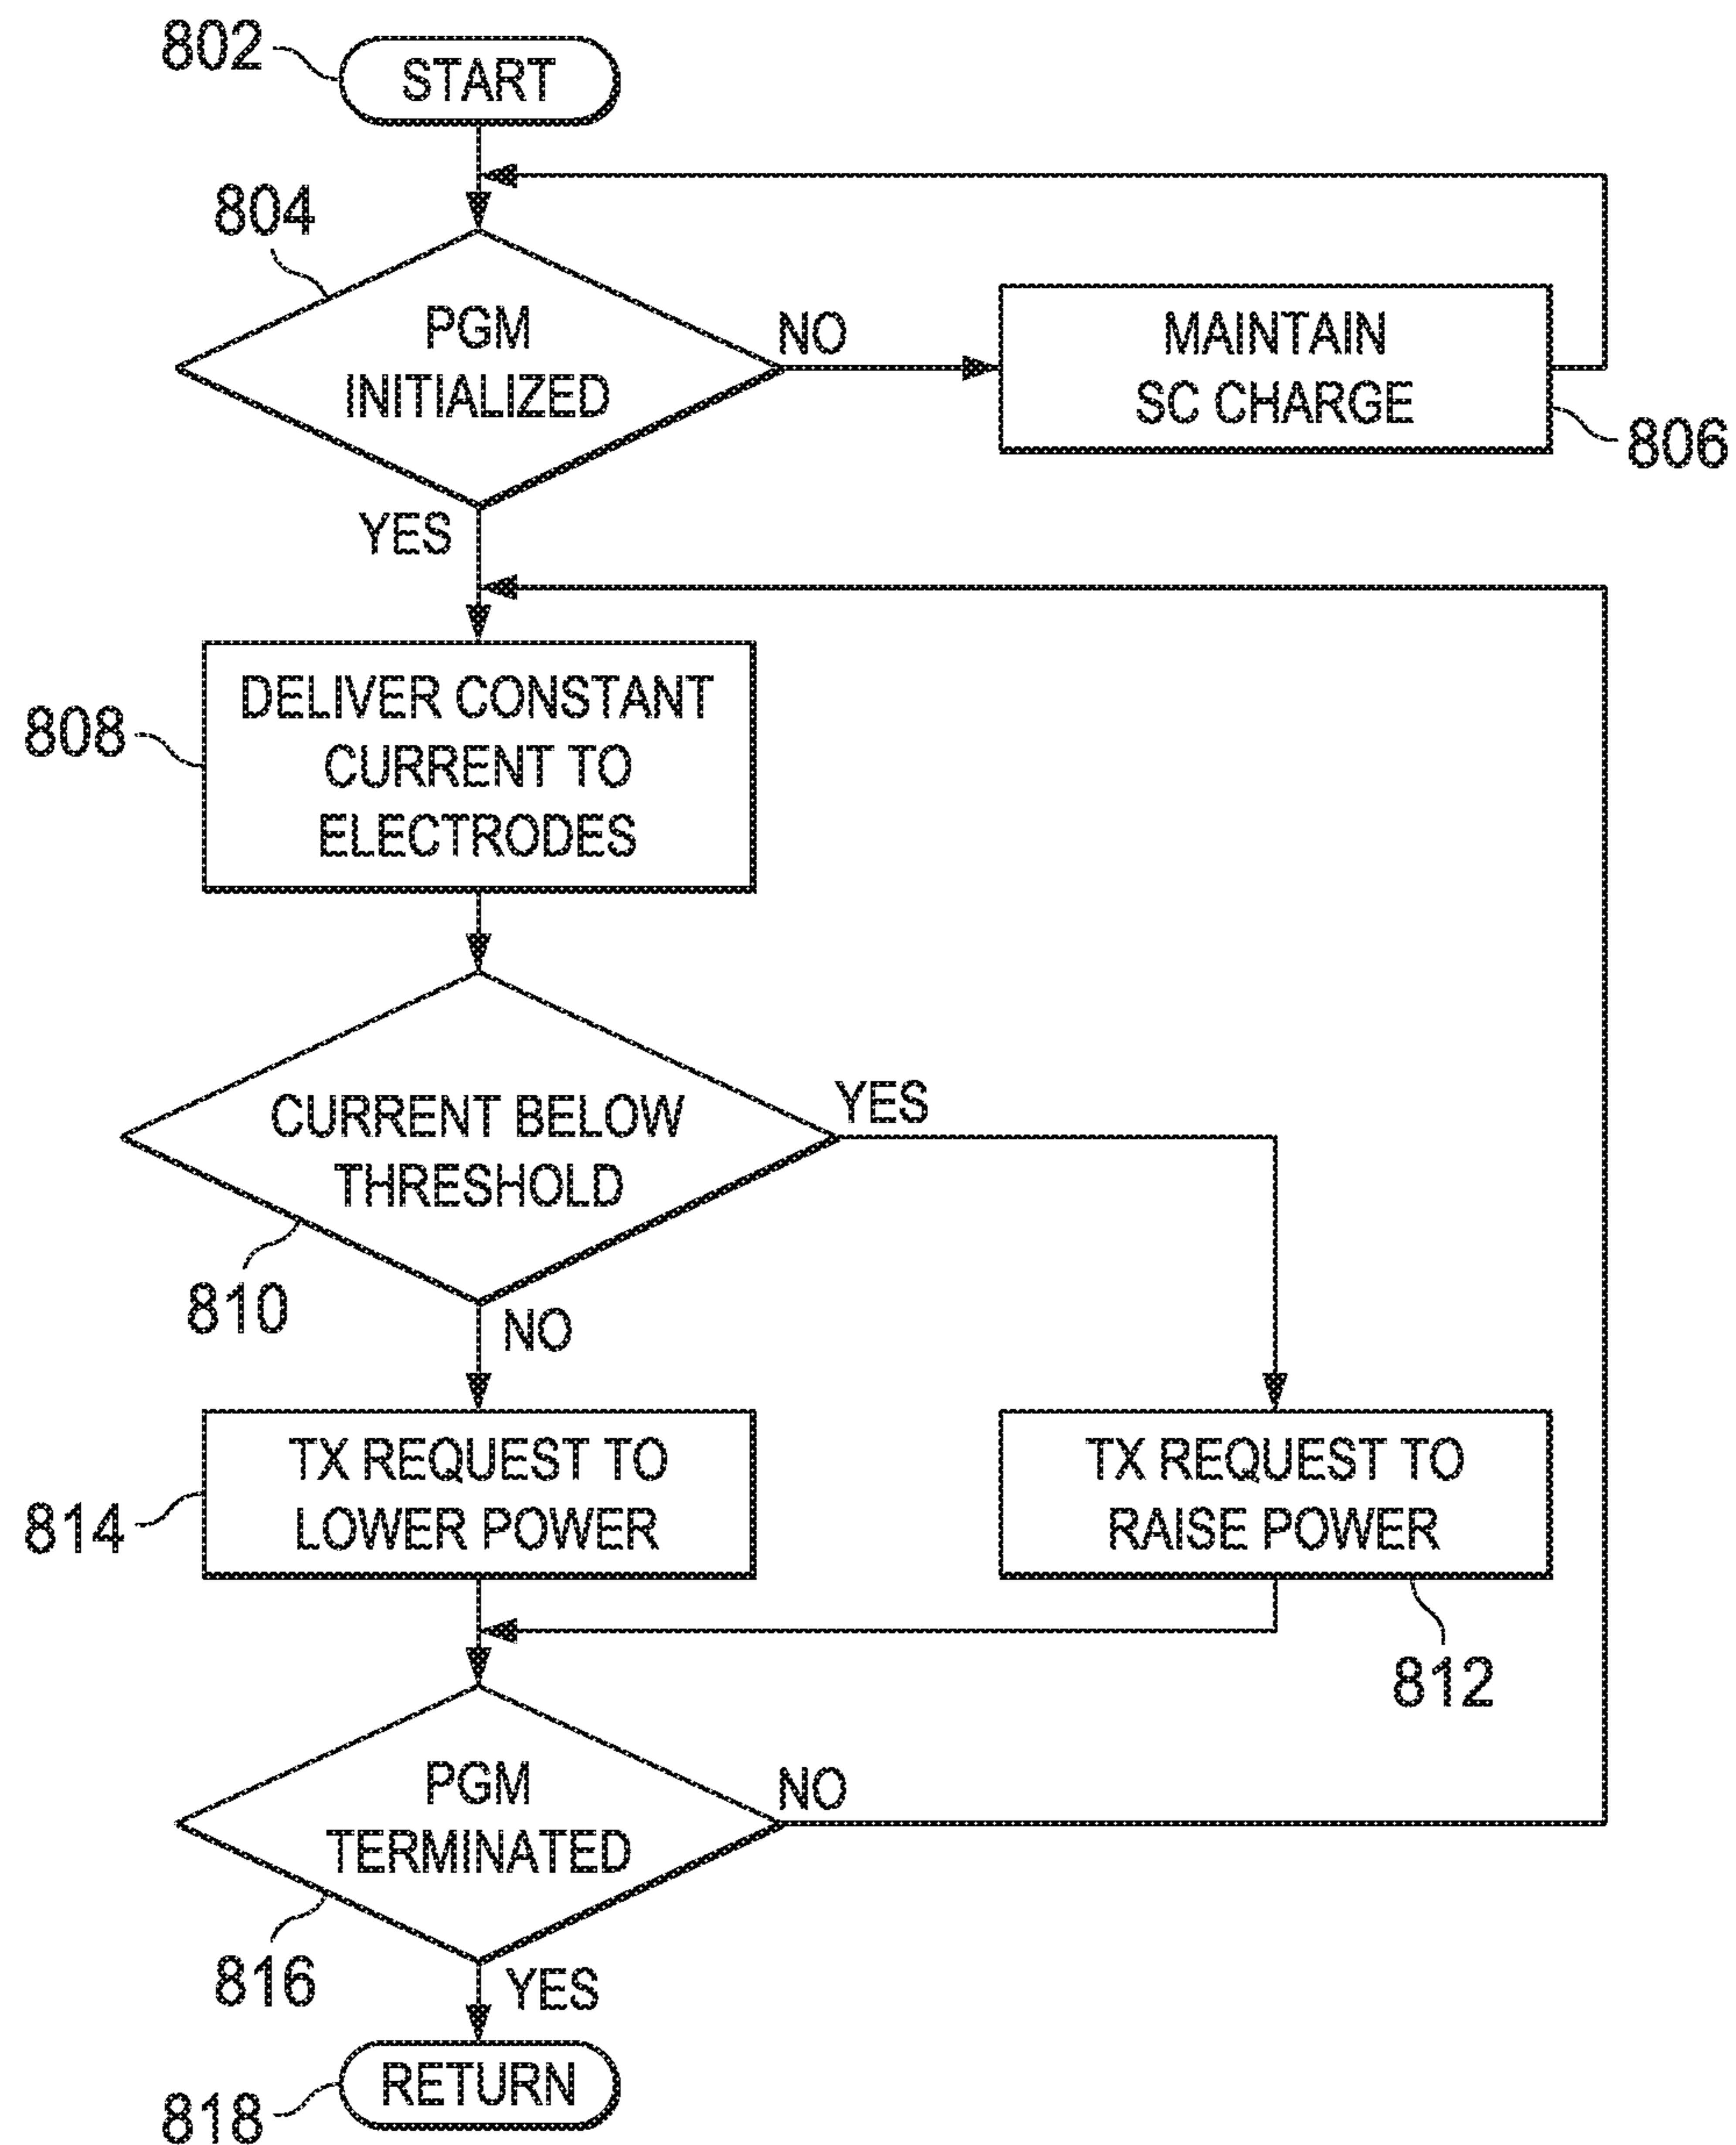 802
START
804
PGM
INITIALIZED
NO
MAINTAIN
SC CHARGE
806
YES
808
DELIVER CONSTANT
CURRENT TO
ELECTRODES
CURRENT BELOW
THRESHOLD
YES
810
NO
814
TX REQUEST TO
LOWER POWER
TX REQUEST TO
RAISE POWER
812
PGM
TERMINATED
NO
816
YES
818
RETURN